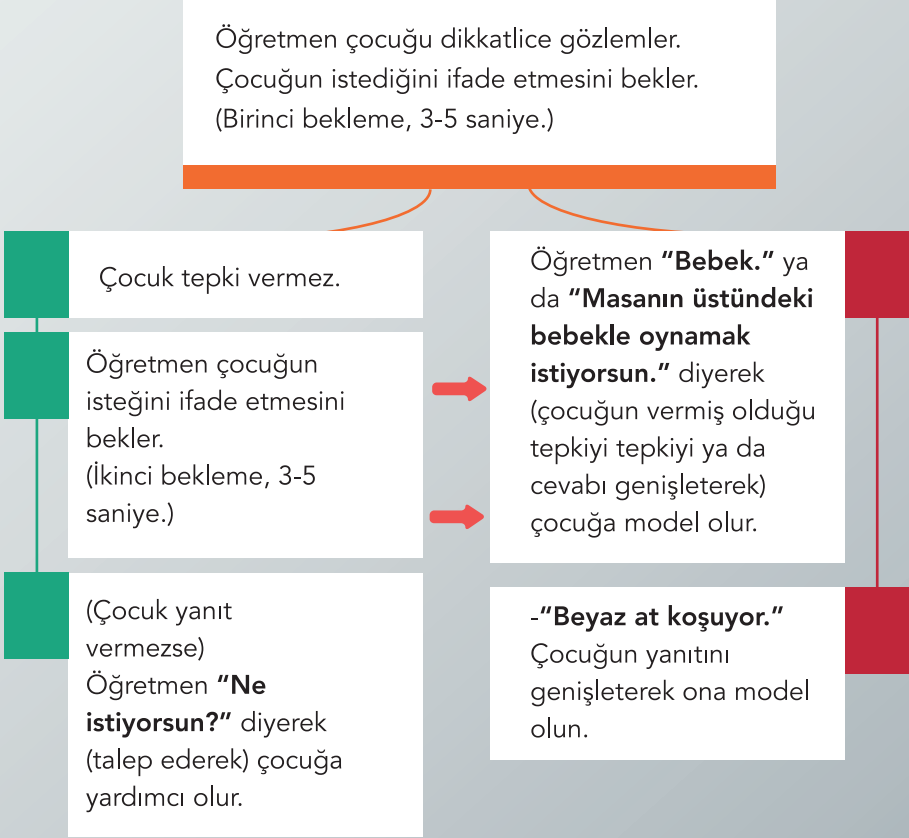 Öğretmen çocuğu dikkatlice gözlemler.
Çocuğun istediğini ifade etmesini bekler.
(Birinci bekleme, 3-5 saniye.)
Çocuk tepki vermez.
Öğretmen çocuğun
isteğini ifade etmesini
bekler.
(İkinci bekleme, 3-5
saniye.)
(Çocuk yanıt
vermezse)
Öğretmen “Ne
istiyorsun?” diyerek
(talep ederek) çocuğa
yardımcı olur.
Öğretmen “Bebek.” ya
da “Masanın üstündeki
bebekle oynamak
istiyorsun.” diyerek
(çocuğun vermiş olduğu
tepkiyi tepkiyi ya da
cevabı genişleterek)
çocuğa model olur.
-“Beyaz at koşuyor.”
Çocuğun yanıtını
genişleterek ona model
olun.